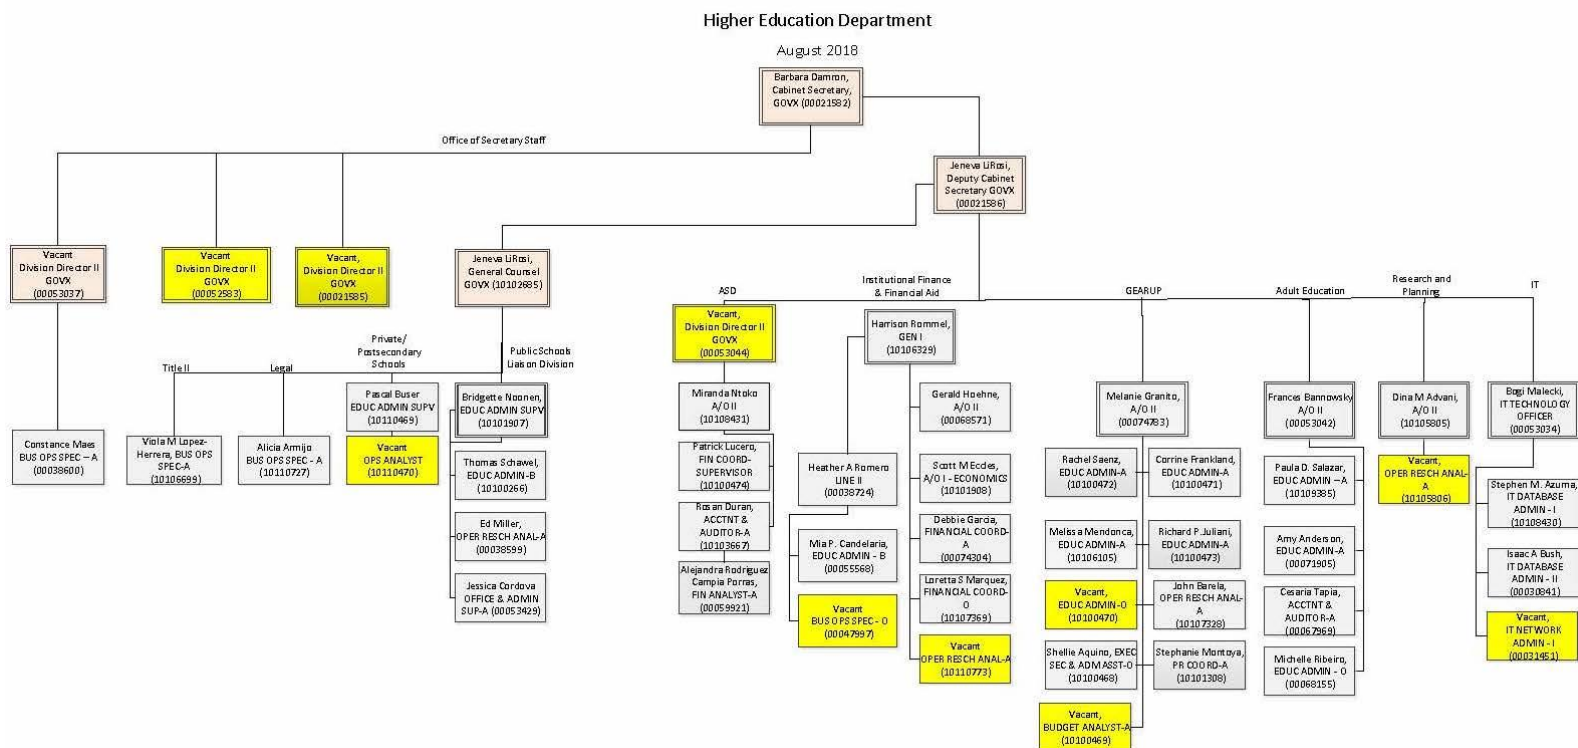 Higher Education Department
August 2018
Barbara Damron,
Cabinet Secretary,
GOVX (00021582)
Office of Secretary Staff
Jeneva LiRosi,
Deputy Cabinet
Secretary GOVX
(00021586)
Vacant
Division Director II
GOVX
(00053037)
Vacant
Division Director II
GOVX
(00052583)
Vacant,
Division Director II
GOVX
(00021585)
Jeneva LiRosi,
General Counsel
GOVX (10102685)
Constance Maes
BUS OPS SPEC – A
(00038600)
Title II
Viola M Lopez-
Herrera, BUS OPS
SPEC-A
(10106699)
Legal
Alicia Armijo
BUS OPS SPEC - A
(10110727)
Private/
Postsecondary
Schools
Pascal Buser
EDUC ADMIN SUPV
(10110469)
Vacant
OPS ANALYST
(10110470)
Public Schools
Liaison Division
Bridgette Noonen,
EDUC ADMIN SUPV
(10101907)
Thomas Schawel,
EDUC ADMIN-B
(10100266)
Ed Miller,
OPER RESCH ANAL-A
(00038599)
Jessica Cordova
OFFICE & ADMIN
SUP-A (00053429)
ASD
Vacant,
Division Director II
GOVX
(00053044)
Miranda Ntoko
A/O II
(10108431)
Patrick Lucero,
FIN COORD-
SUPERVISOR
(10100474)
Rosan Duran,
ACCTNT &
AUDITOR-A
(10103667)
Alejandra Rodriguez
Campia Porras,
FIN ANALYST-A
(00059921)
Institutional Finance
& Financial Aid
Harrison Rommel,
GEN I
(10106329)
Heather A Romero
LINE II
(00038724)
Mia P. Candelaria,
EDUC ADMIN - B
(00055568)
Vacant
BUS OPS SPEC - O
(00047997)
Gerald Hoehne,
A/O II
(00068571)
Scott M Eccles,
A/O I - ECONOMICS
(10101908)
Debbie Garcia,
FINANCIAL COORD-
A
(00074304)
Loretta S Marquez,
FINANCIAL COORD-
O
(10107369)
Vacant
OPER RESCH ANAL-A
(10110773)
GEARUP
Melanie Granito,
A/O II
(00074783)
Rachel Saenz,
EDUC ADMIN-A
(10100472)
Corrine Frankland,
EDUC ADMIN-A
(10100471)
Melissa Mendonca,
EDUC ADMIN-A
(10106105)
Richard P.Juliani,
EDUC ADMIN-A
(10100473)
Vacant,
EDUC ADMIN-O
(10100470)
John Barela,
OPER RESCH ANAL-
A
(10107328)
Shellie Aquino, EXEC
SEC & ADM ASST-O
(10100468)
Stephanie Montoya,
PR COORD-A
(10101308)
Vacant,
BUDGET ANALYST-A
(10100469)
Adult Education
Frances Bannowsky
A/O II
(00053042)
Paula D. Salazar,
EDUC ADMIN – A
(10109385)
Amy Anderson,
EDUC ADMIN-A
(00071905)
Cesaria Tapia,
ACCTNT &
AUDITOR-A
(00067969)
Michelle Ribeiro,
EDUC ADMIN - O
(00068155)
Research and
Planning
Dina M Advani,
A/O II
(10105805)
Vacant,
OPER RESCH ANAL-
A
(10105806)
IT
Bogi Malecki,
IT TECHNOLOGY
OFFICER
(00053034)
Stephen M. Azuma,
IT DATABASE
ADMIN - I
(10108430)
Isaac A Bush,
IT DATABASE
ADMIN - II
(00030841)
Vacant,
IT NETWORK
ADMIN - I
(00031451)